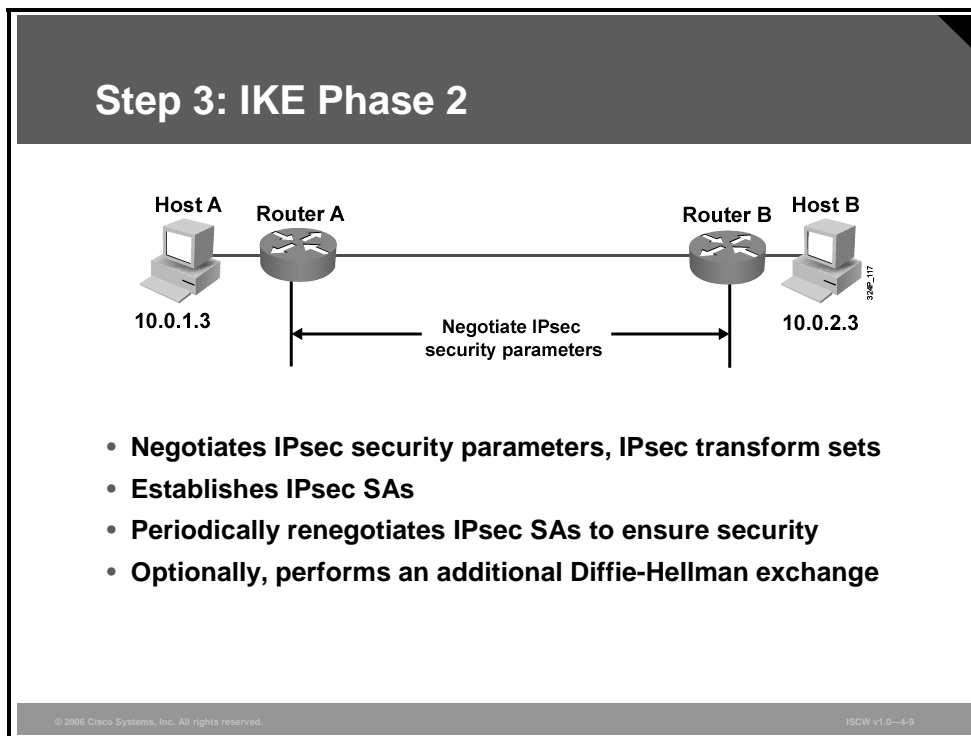 Step 3: IKE Phase 2
Host A
Router A
Router B
Host B
10.0.1.3
10.0.2.3
Negotiate IPsec
security parameters
324P_117
• Negotiates IPsec security parameters, IPsec transform sets
• Establishes IPsec SAs
• Periodically renegotiates IPsec SAs to ensure security
• Optionally, performs an additional Diffie-Hellman exchange
© 2006 Cisco Systems, Inc. All rights reserved.
ISCW v1.0—4-9